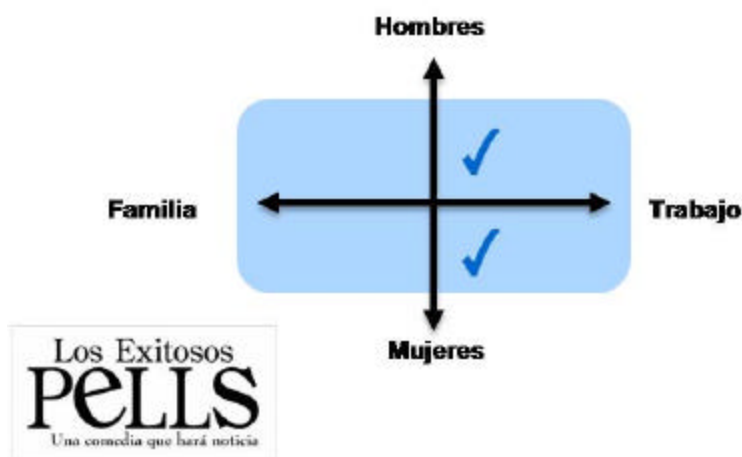 Hombres
Familia
Trabajo
Mujeres
Los Exitosos
PeLLS
Una comedia que hará noticia